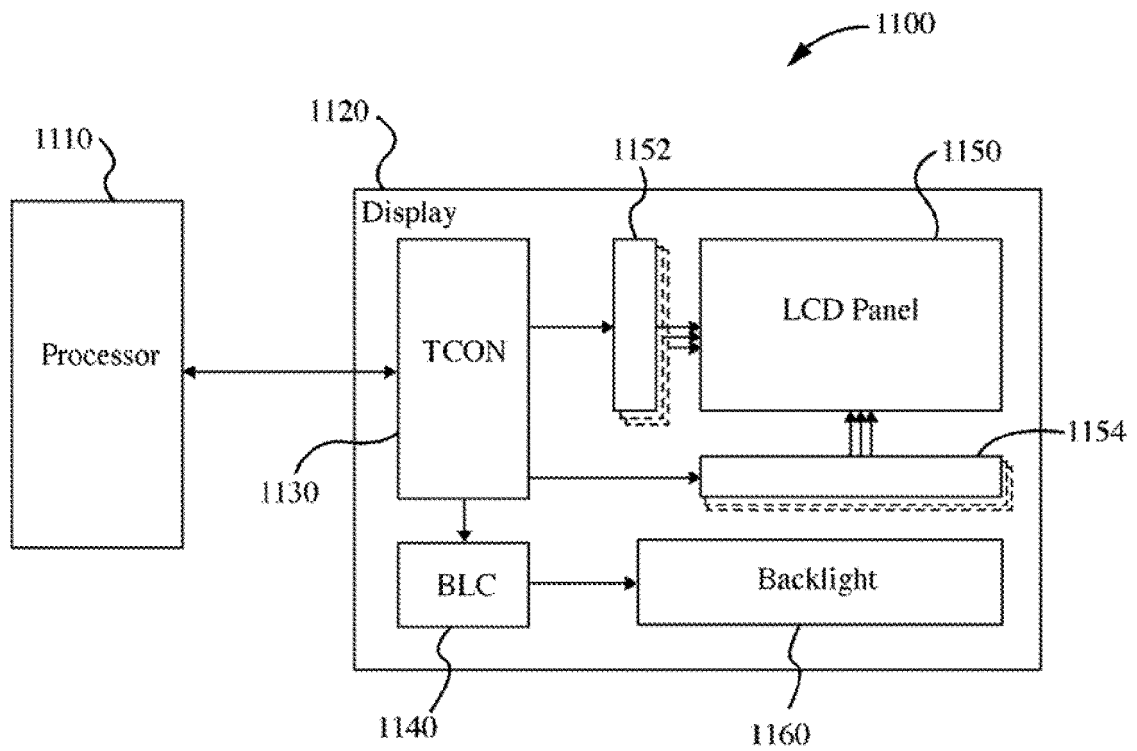 1100
1120
1110
1152
1150
Display
LCD Panel
Processor
TCON
1154
1130
BLC
Backlight
1140
1160